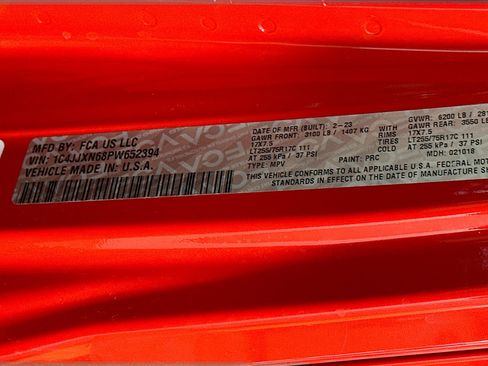 MFD BY: FCA US LLC
VIN: 1C4JJXN68PW652394
VEHICLE MADE IN: U.S.A.
DATE OF MFR (BUILT): 2-23
GAWR FRONT: 3100 LB / 1407 KG
17X7.5
LT255/75R17C 111
AT 255 kPa / 37 PSI
TYPE: MPV
PAINT: PRC
GVWR: 6200 LB / 281
GAWR REAR: 3550 LB
RIMS 17X7.5
TIRES LT255/75R17C 111
COLD AT 255 kPa / 37 PSI
MDH: 021018
THIS VEHICLE CONFORMS TO ALL APPLICABLE U.S.A. FEDERAL MOTOR
STANDARDS IN EFFECT ON THE DATE OF MANUFACTURE SHOWN